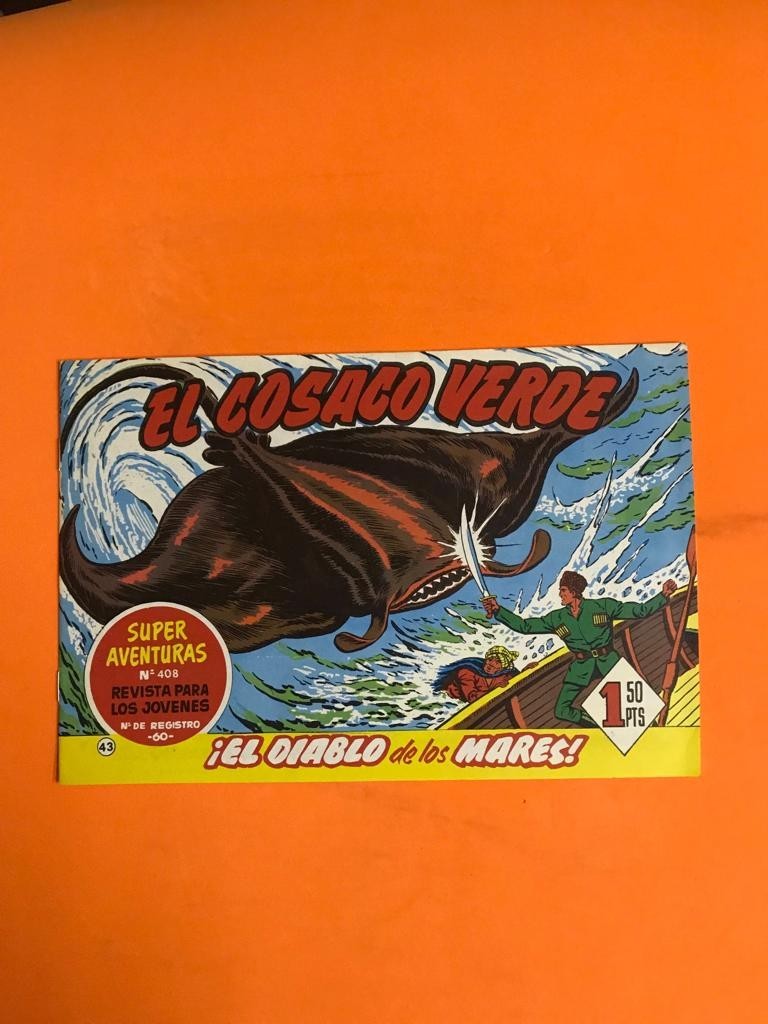 EL COSACO VERDE
SUPER
AVENTURAS
Nº 408
REVISTA PARA
LOS JOVENES
Nº DE REGISTRO
-60-
1 50
PTS
43
¡EL DIABLO de los MARES!